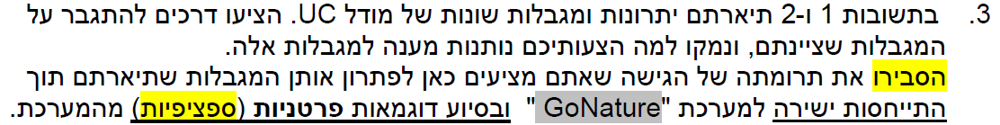 3. בתשובות 1 ו-2 תיארתם יתרונות ומגבלות שונות של מודל UC. הציעו דרכים להתגבר על
המגבלות שציינתם, ונמקו למה הצעותיכם נותנות מענה למגבלות אלה.
הסבירו את תרומתה של הגישה שאתם מציעים כאן לפתרון אותן המגבלות שתיארתם תוך
התייחסות ישירה למערכת "GoNature " ובסיוע דוגמאות פרטניות (ספציפיות) מהמערכת.